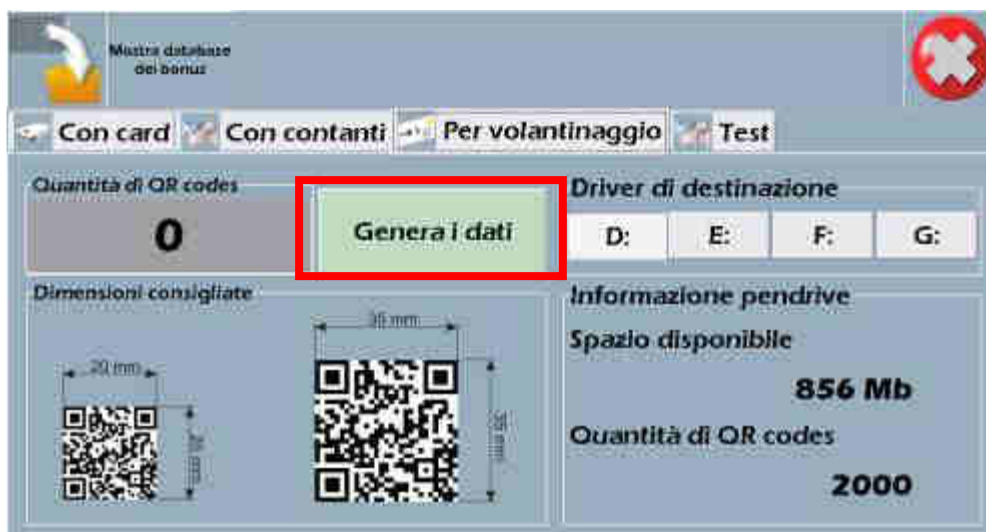 Mostra database
dei bonus
Con card
Con contanti
Per volantinaggio
Test
Quantità di QR codes
0
Genera i dati
Driver di destinazione
D:
E:
F:
G:
Dimensioni consigliate
20 mm
35 mm
35 mm
Informazione pendrive
Spazio disponibile
856 Mb
Quantità di QR codes
2000